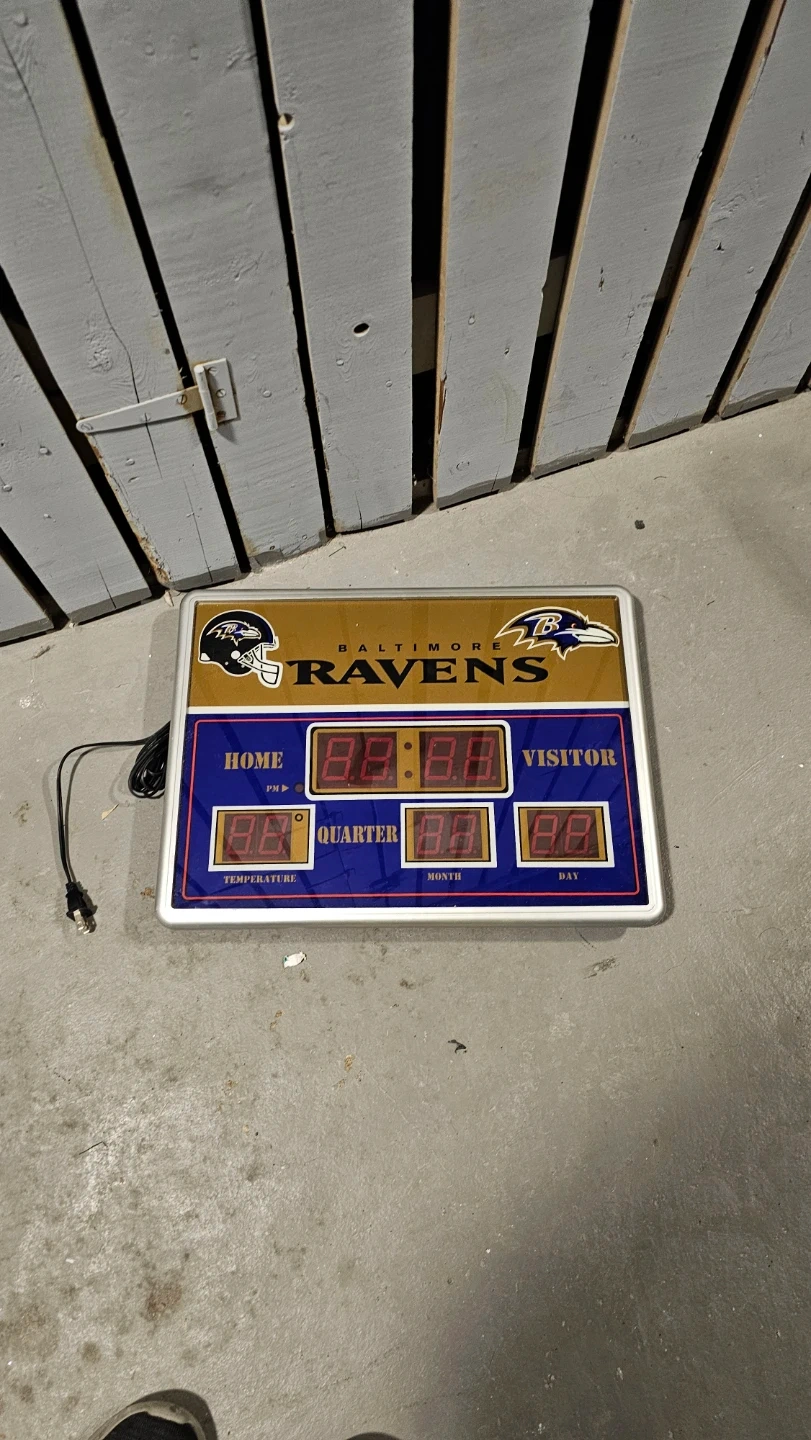 BALTIMORE
RAVENS
B
HOME
VISITOR
PM
QUARTER
TEMPERATURE
MONTH
DAY